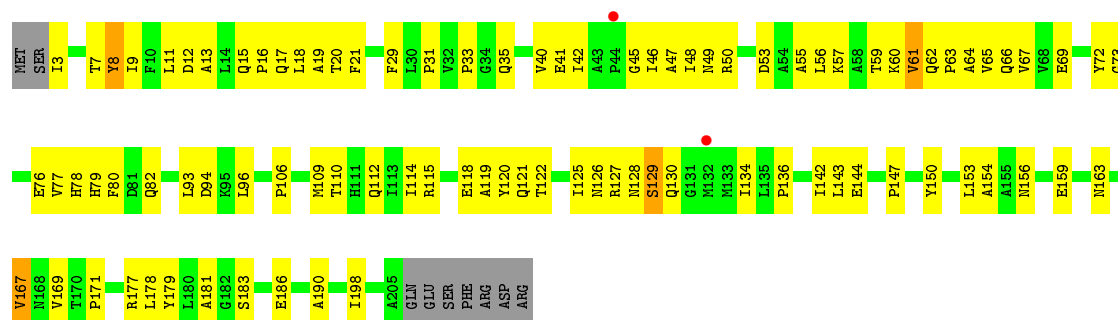 MET SER I3 T7 Y8 I9 F10 L11 D12 A13 L14 Q15 P16 Q17 L18 A19 T20 F21 F29 L30 P31 V32 P33 G34 Q35 V40 E41 I42 A43 P44 G45 I46 A47 I48 N49 R50 D53 A54 A55 L56 K57 A58 T59 K60 V61 Q62 P63 A64 V65 Q66 V67 V68 E69 Y72 G73
E76 V77 H78 H79 F80 D81 Q82 L93 D94 K95 L96 P106 M109 T110 H111 Q112 I113 I114 R115 E118 A119 Y120 Q121 T122 I125 N126 R127 N128 S129 Q130 G131 M132 M133 I134 L135 P136 I142 L143 E144 P147 Y150 L153 A154 A155 N156 E159 N163
V167 N168 V169 T170 P171 R177 L178 Y179 L180 A181 G182 S183 E186 A190 I198 A205 GLN GLU SER PHE ARG ASP ARG